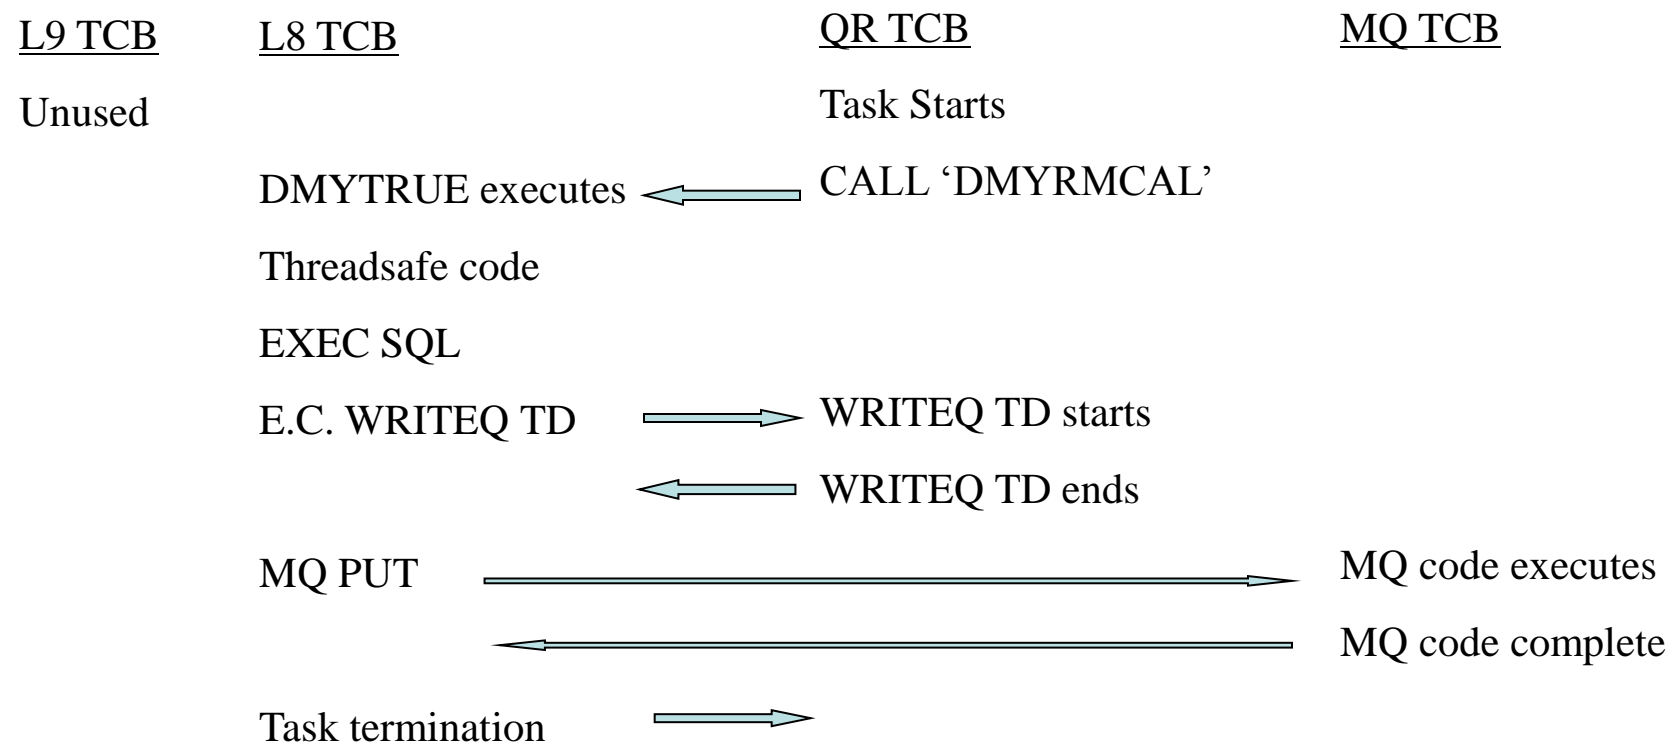 L9 TCB
L8 TCB
QR TCB
MQ TCB
Unused
Task Starts
DMYTRUE executes
CALL ‘DMYRMCAL’
Threadsafe code
EXEC SQL
E.C. WRITEQ TD
WRITEQ TD starts
WRITEQ TD ends
MQ PUT
MQ code executes
MQ code complete
Task termination